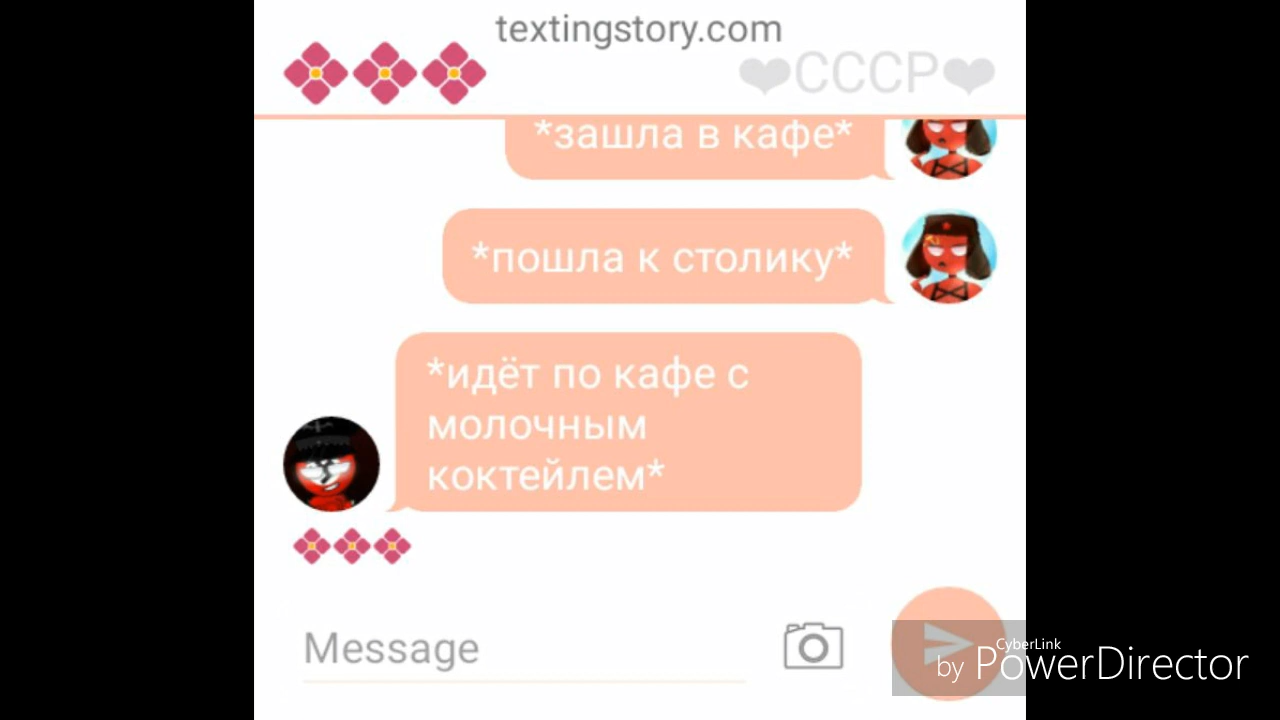 textingstory.com
❤СССР❤
*зашла в кафе*
*пошла к столику*
*идёт по кафе с
молочным
коктейлем*
Message
CyberLink
by PowerDirector